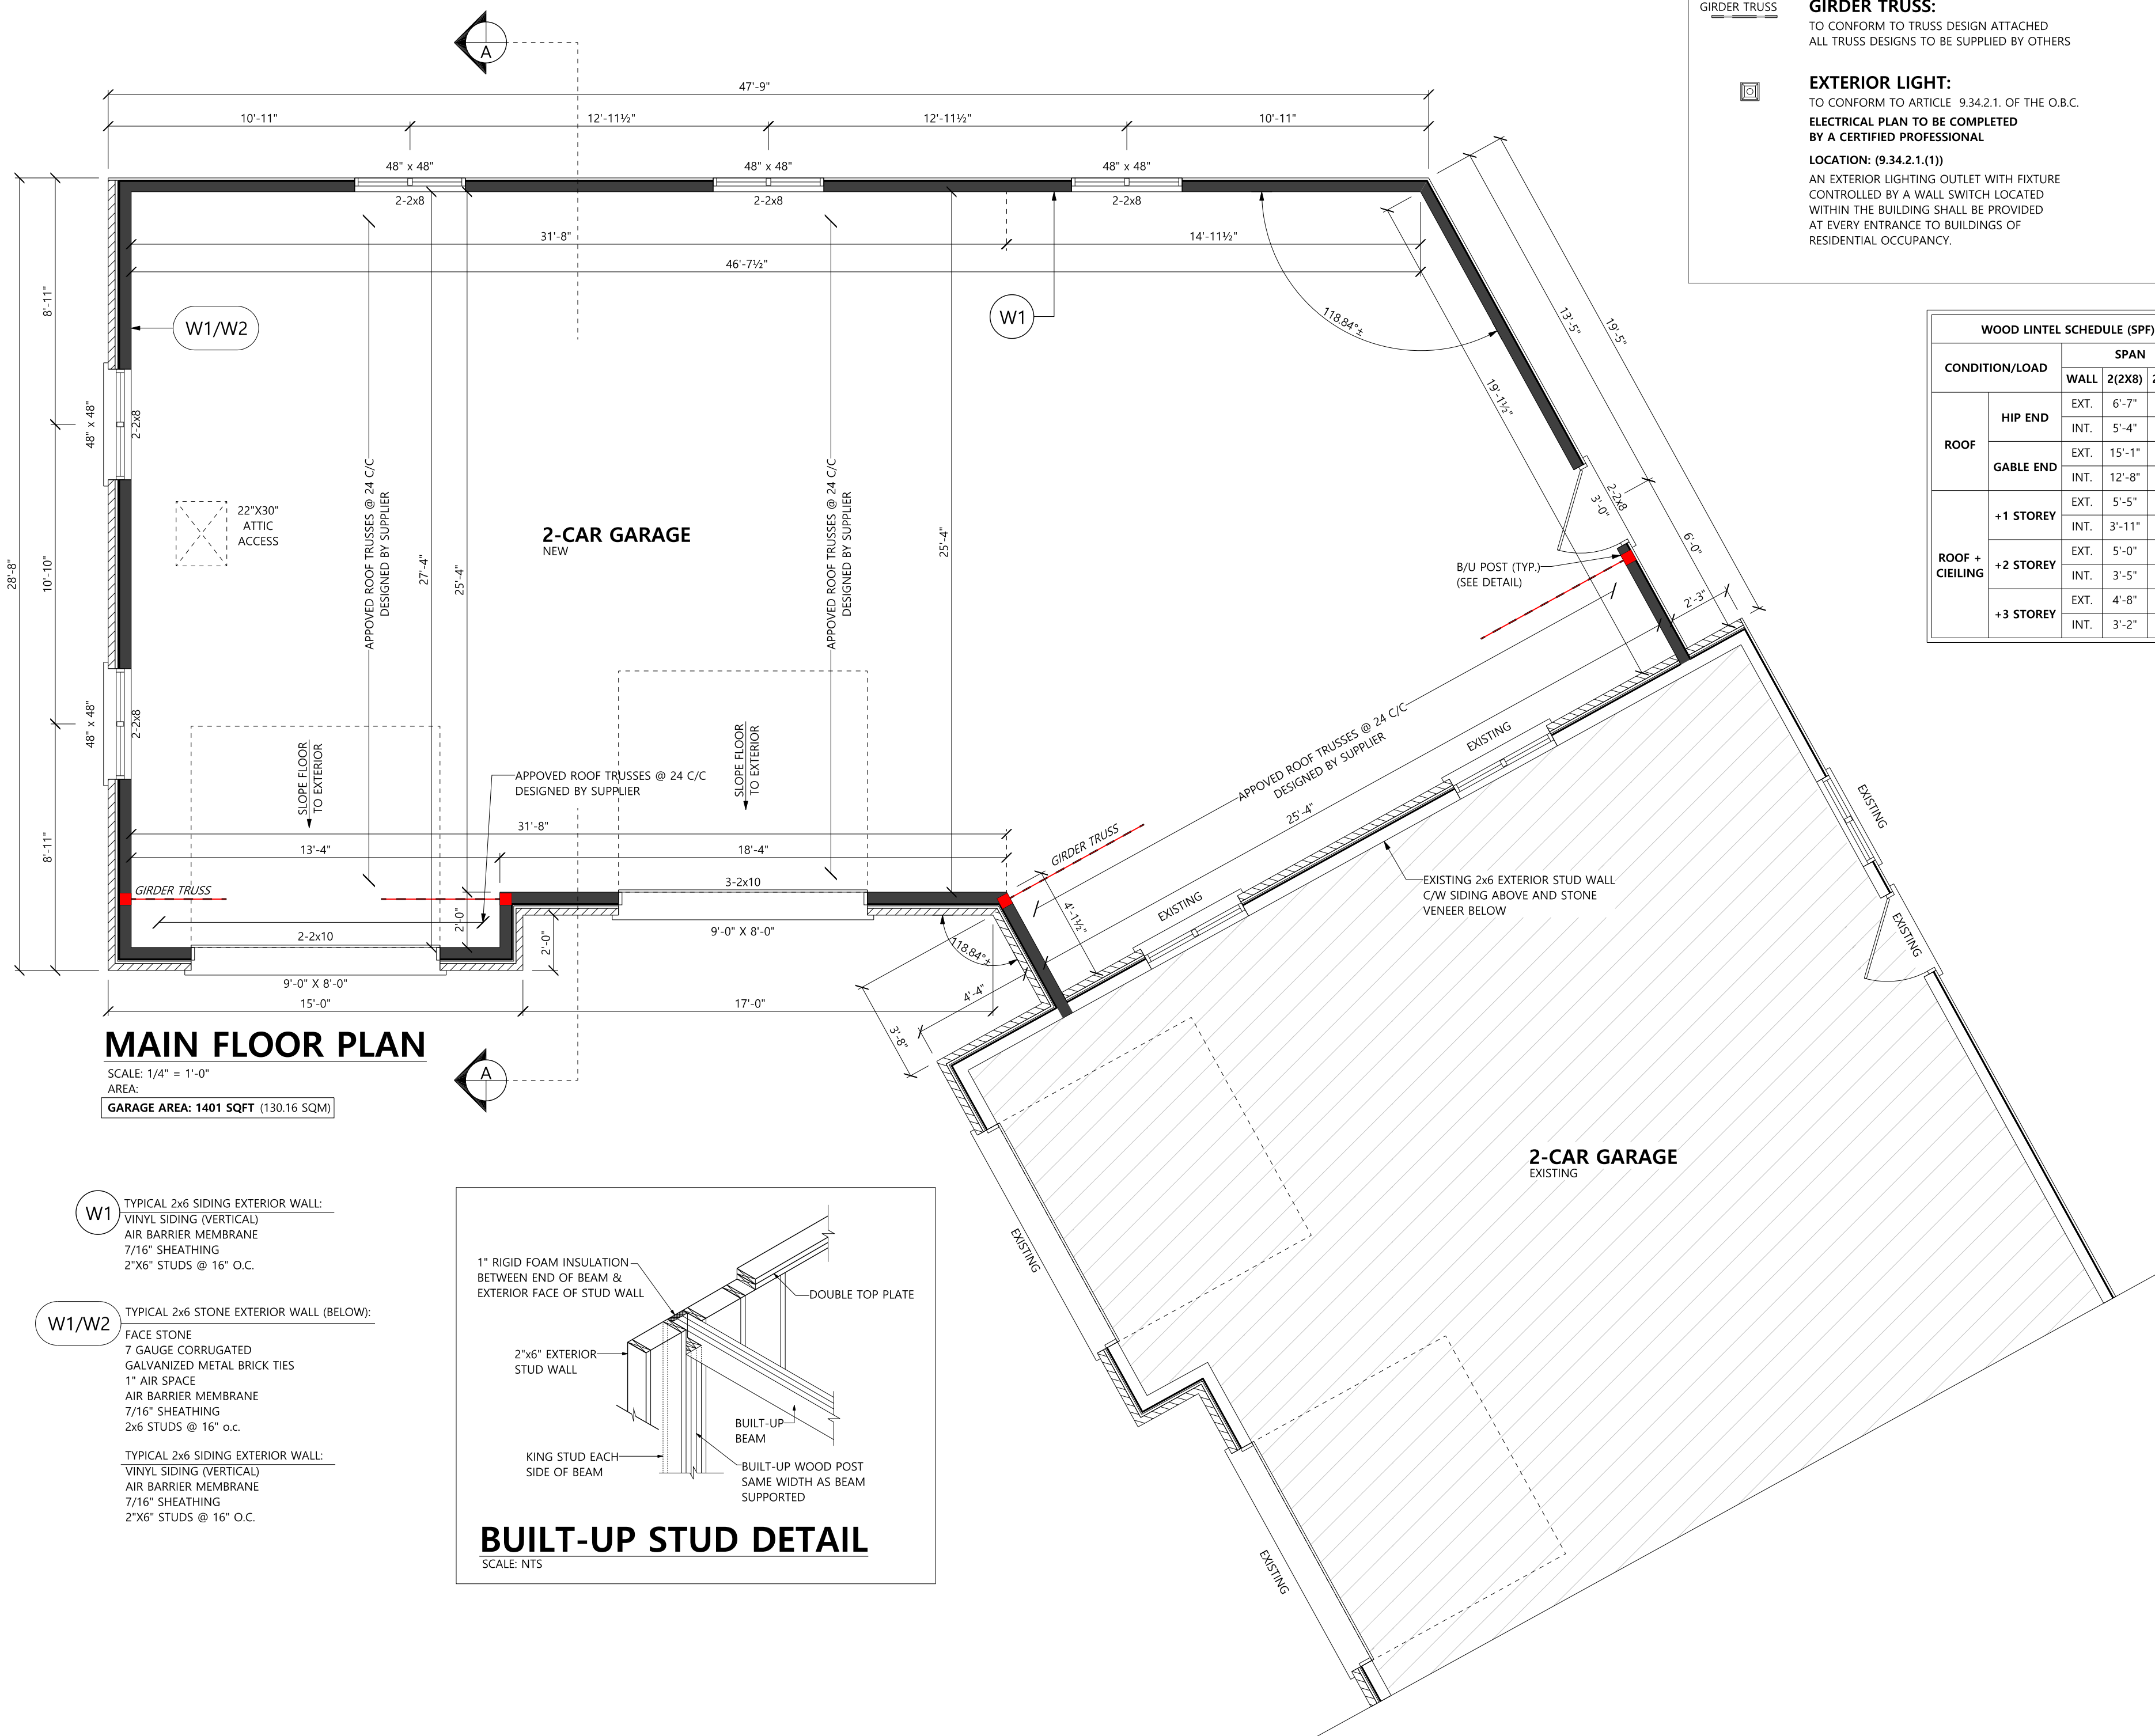 GIRDER TRUSS
GIRDER TRUSS:
TO CONFORM TO TRUSS DESIGN ATTACHED
ALL TRUSS DESIGNS TO BE SUPPLIED BY OTHERS
EXTERIOR LIGHT:
TO CONFORM TO ARTICLE 9.34.2.1. OF THE O.B.C.
ELECTRICAL PLAN TO BE COMPLETED
BY A CERTIFIED PROFESSIONAL
LOCATION: (9.34.2.1.(1))
AN EXTERIOR LIGHTING OUTLET WITH FIXTURE
CONTROLLED BY A WALL SWITCH LOCATED
WITHIN THE BUILDING SHALL BE PROVIDED
AT EVERY ENTRANCE TO BUILDINGS OF
RESIDENTIAL OCCUPANCY.
WOOD LINTEL SCHEDULE (SPF)
CONDITION/LOAD SPAN
WALL 2(2X8)
ROOF HIP END EXT. 6'-7"
INT. 5'-4"
GABLE END EXT. 15'-1"
INT. 12'-8"
ROOF + CIEILING +1 STOREY EXT. 5'-5"
INT. 3'-11"
+2 STOREY EXT. 5'-0"
INT. 3'-5"
+3 STOREY EXT. 4'-8"
INT. 3'-2"
A
47'-9"
10'-11" 12'-11½" 12'-11½" 10'-11"
48" x 48" 48" x 48" 48" x 48"
2-2x8 2-2x8 2-2x8
31'-8" 14'-11½"
46'-7½"
W1/W2
W1
118.84°±
13'-5"
19'-5"
19'-1½"
2-2x8
3'-0"
6'-0"
2'-3"
B/U POST (TYP.)
(SEE DETAIL)
28'-8"
8'-11"
10'-10"
8'-11"
48" x 48"
2-2x8
48" x 48"
2-2x8
22"X30"
ATTIC
ACCESS
APPOVED ROOF TRUSSES @ 24 C/C
DESIGNED BY SUPPLIER
27'-4"
25'-4"
2-CAR GARAGE
NEW
APPOVED ROOF TRUSSES @ 24 C/C
DESIGNED BY SUPPLIER
25'-4"
SLOPE FLOOR
TO EXTERIOR
APPOVED ROOF TRUSSES @ 24 C/C
DESIGNED BY SUPPLIER
SLOPE FLOOR
TO EXTERIOR
31'-8"
13'-4" 18'-4"
GIRDER TRUSS
3-2x10
2-2x10
2'-0"
2'-0"
9'-0" X 8'-0"
9'-0" X 8'-0"
15'-0" 17'-0"
118.84°±
4'-4"
3'-8"
4'-1½"
GIRDER TRUSS
APPOVED ROOF TRUSSES @ 24 C/C
DESIGNED BY SUPPLIER
25'-4"
EXISTING
EXISTING
EXISTING
EXISTING
EXISTING 2x6 EXTERIOR STUD WALL
C/W SIDING ABOVE AND STONE
VENEER BELOW
2-CAR GARAGE
EXISTING
EXISTING
EXISTING
A
MAIN FLOOR PLAN
SCALE: 1/4" = 1'-0"
AREA:
GARAGE AREA: 1401 SQFT (130.16 SQM)
W1
TYPICAL 2x6 SIDING EXTERIOR WALL:
VINYL SIDING (VERTICAL)
AIR BARRIER MEMBRANE
7/16" SHEATHING
2"X6" STUDS @ 16" O.C.
W1/W2
TYPICAL 2x6 STONE EXTERIOR WALL (BELOW):
FACE STONE
7 GAUGE CORRUGATED
GALVANIZED METAL BRICK TIES
1" AIR SPACE
AIR BARRIER MEMBRANE
7/16" SHEATHING
2x6 STUDS @ 16" o.c.
TYPICAL 2x6 SIDING EXTERIOR WALL:
VINYL SIDING (VERTICAL)
AIR BARRIER MEMBRANE
7/16" SHEATHING
2"X6" STUDS @ 16" O.C.
1" RIGID FOAM INSULATION
BETWEEN END OF BEAM &
EXTERIOR FACE OF STUD WALL
DOUBLE TOP PLATE
2"x6" EXTERIOR
STUD WALL
BUILT-UP
BEAM
KING STUD EACH
SIDE OF BEAM
BUILT-UP WOOD POST
SAME WIDTH AS BEAM
SUPPORTED
BUILT-UP STUD DETAIL
SCALE: NTS